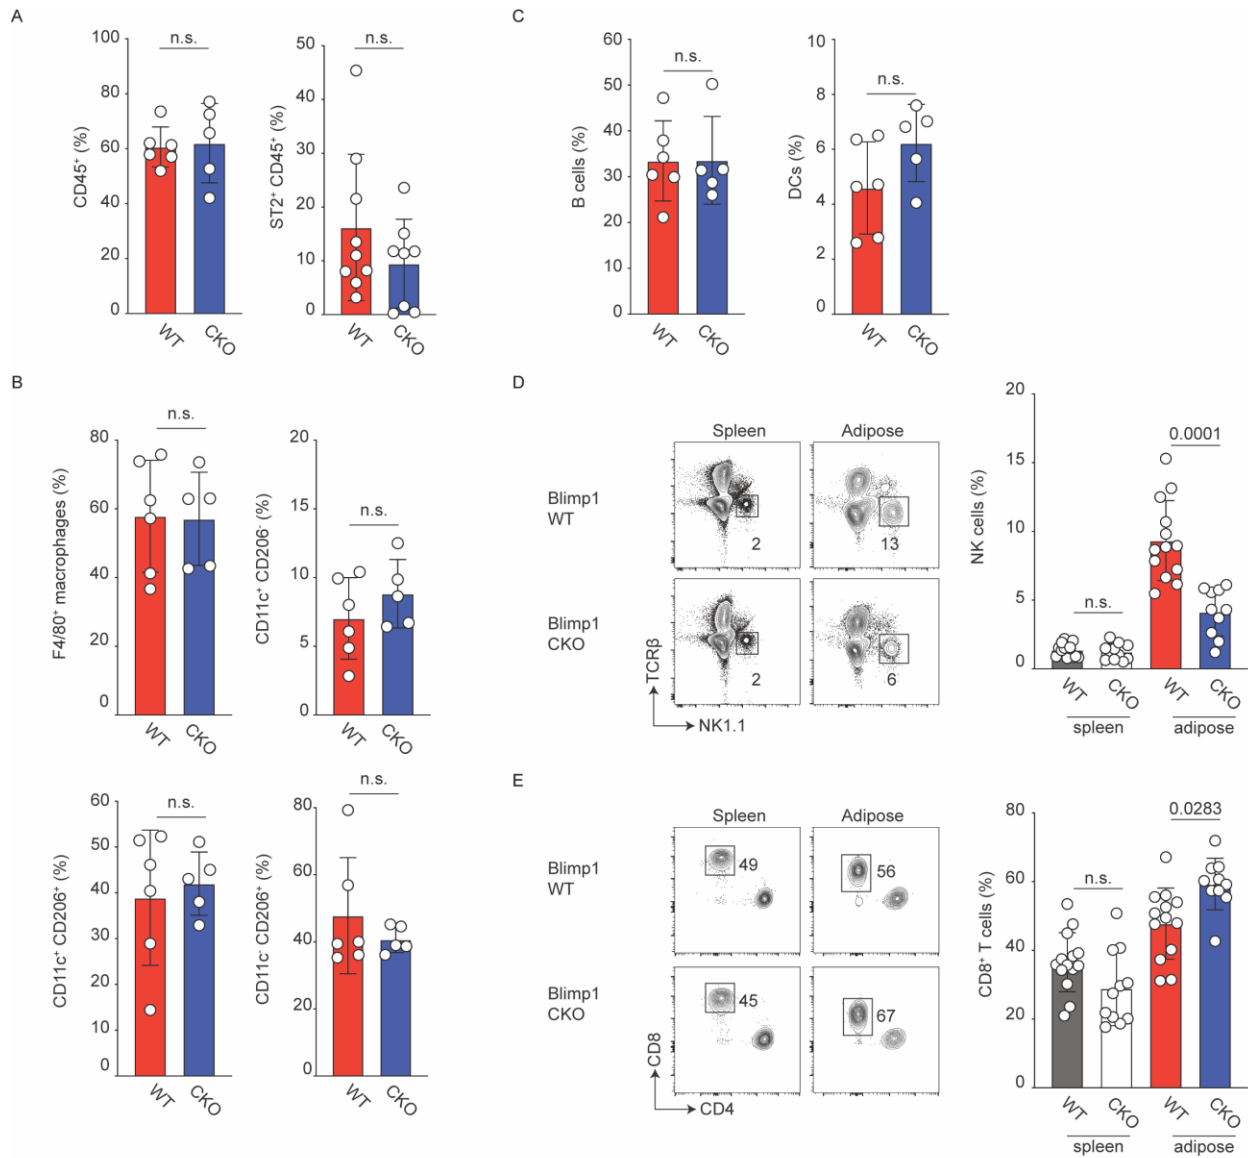 A
CD45⁺ (%)
100
80
60
40
20
0
n.s.
WT
CKO
ST2⁺ CD45⁺ (%)
50
40
30
20
10
0
n.s.
WT
CKO
C
B cells (%)
60
50
40
30
20
10
0
n.s.
WT
CKO
DCs (%)
10
8
6
4
2
0
n.s.
WT
CKO
B
F4/80⁺ macrophages (%)
80
60
40
20
0
n.s.
WT
CKO
CD11c⁺ CD206⁻ (%)
20
15
10
5
0
n.s.
WT
CKO
CD11c⁺ CD206⁺ (%)
60
50
40
30
20
10
0
n.s.
WT
CKO
CD11c⁻ CD206⁺ (%)
80
60
40
20
0
n.s.
WT
CKO
D
Spleen
Adipose
Blimp1
WT
2
13
Blimp1
CKO
2
6
TCRβ
NK1.1
NK cells (%)
20
15
10
5
0
n.s.
0.0001
WT
CKO
WT
CKO
spleen
adipose
E
Spleen
Adipose
Blimp1
WT
49
56
Blimp1
CKO
45
67
CD8
CD4
CD8⁺ T cells (%)
80
60
40
20
0
n.s.
0.0283
WT
CKO
WT
CKO
spleen
adipose